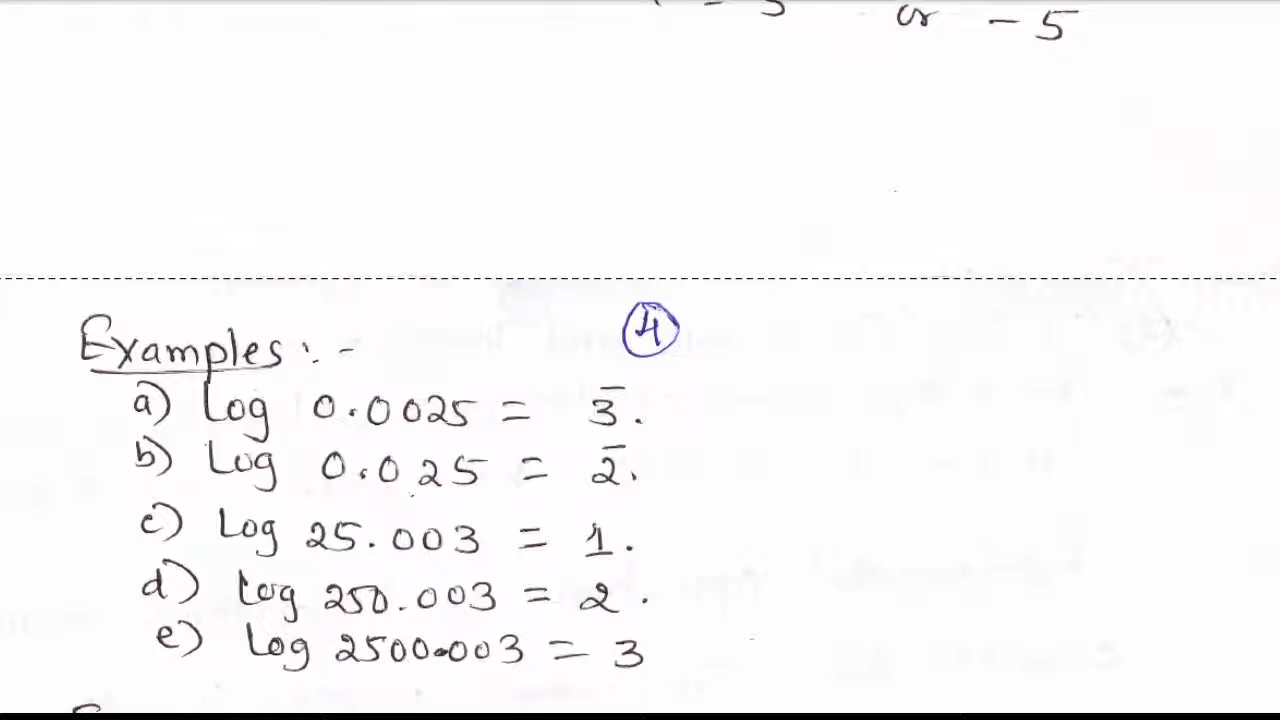 = 5 or - 5
4
Examples :-
a) Log 0.0025 = 3̄.
b) Log 0.025 = 2̄.
c) Log 25.003 = 1.
d) Log 250.003 = 2.
e) Log 2500.003 = 3